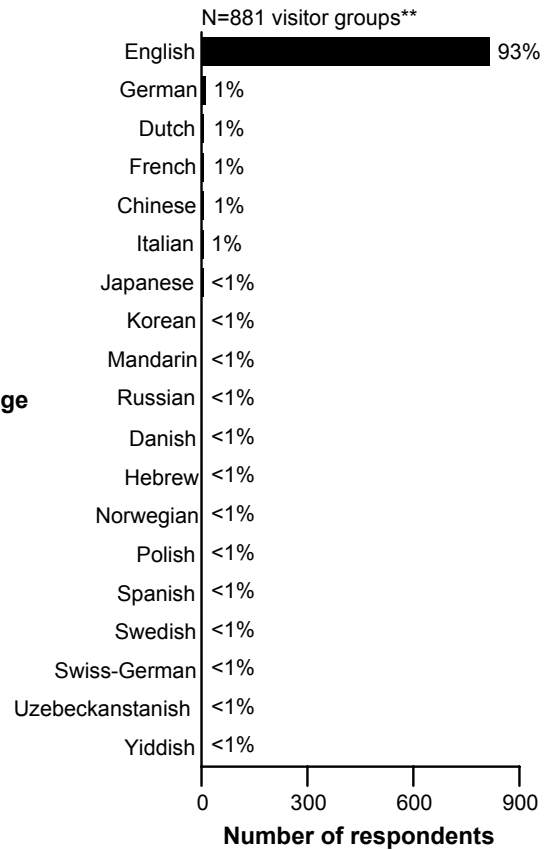 N=881 visitor groups**
English 93%
German 1%
Dutch 1%
French 1%
Chinese 1%
Italian 1%
Japanese <1%
Korean <1%
Mandarin <1%
ge
Russian <1%
Danish <1%
Hebrew <1%
Norwegian <1%
Polish <1%
Spanish <1%
Swedish <1%
Swiss-German <1%
Uzebeckanstanish <1%
Yiddish <1%
0 300 600 900
Number of respondents